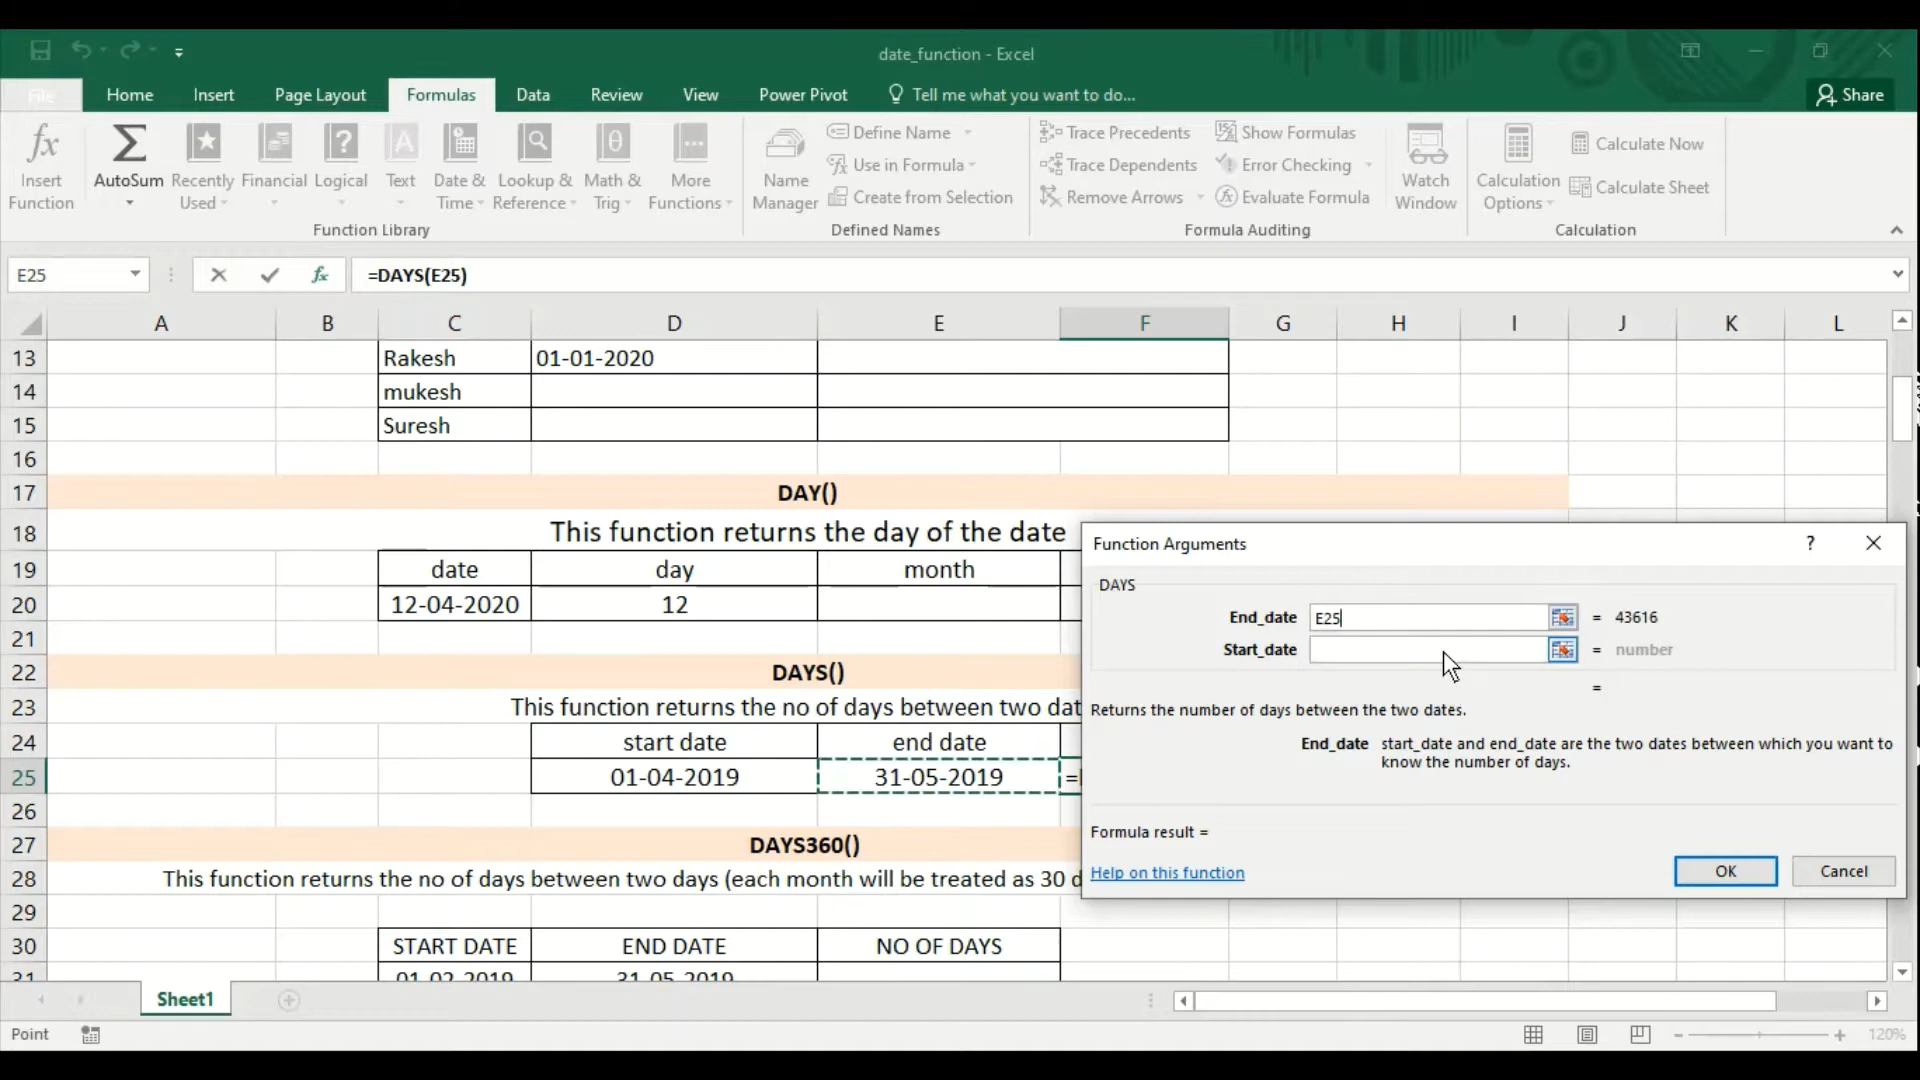 date_function - Excel
File Home Insert Page Layout Formulas Data Review View Power Pivot Tell me what you want to do... Share
fx
Insert Function
AutoSum
Recently Used
Financial
Logical
Text
Date & Time
Lookup & Reference
Math & Trig
More Functions
Function Library
Name Manager
Define Name
Use in Formula
Create from Selection
Defined Names
Trace Precedents
Trace Dependents
Remove Arrows
Show Formulas
Error Checking
Evaluate Formula
Formula Auditing
Watch Window
Calculation Options
Calculate Now
Calculate Sheet
Calculation
E25 fx =DAYS(E25)
A B C D E F G H I J K L
13 Rakesh 01-01-2020
14 mukesh
15 Suresh
16
17 DAY()
18 This function returns the day of the date
19 date day month
20 12-04-2020 12
21
22 DAYS()
23 This function returns the no of days between two dat
24 start date end date
25 01-04-2019 31-05-2019 =
26
27 DAYS360()
28 This function returns the no of days between two days (each month will be treated as 30 d
29
30 START DATE END DATE NO OF DAYS
31 01-02-2019 31-05-2019
Function Arguments ?
DAYS
End_date E25 = 43616
Start_date = number
=
Returns the number of days between the two dates.
End_date start_date and end_date are the two dates between which you want to
know the number of days.
Formula result =
Help on this function OK Cancel
Sheet1
Point 120%